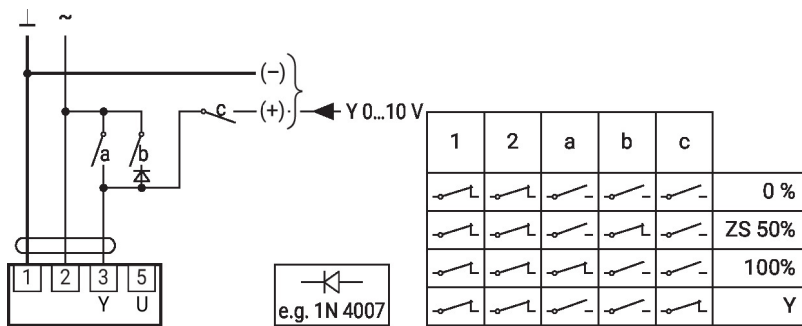 ⊥ ~
(–)
c (+) Y 0...10 V
a b
1 2 3 5
Y U
e.g. 1N 4007
1 2 a b c
0 %
ZS 50%
100%
Y